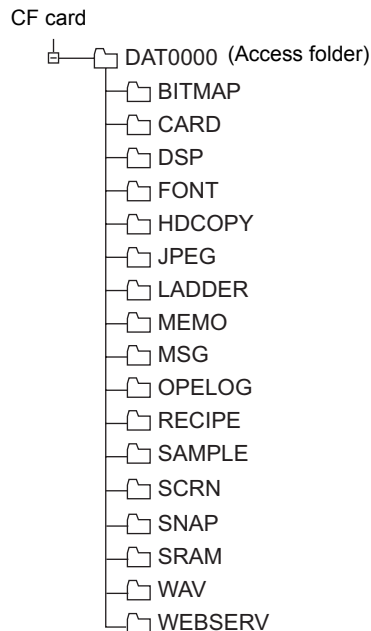 CF card
DAT0000 (Access folder)
BITMAP
CARD
DSP
FONT
HDCOPY
JPEG
LADDER
MEMO
MSG
OPELOG
RECIPE
SAMPLE
SCRN
SNAP
SRAM
WAV
WEBSERV